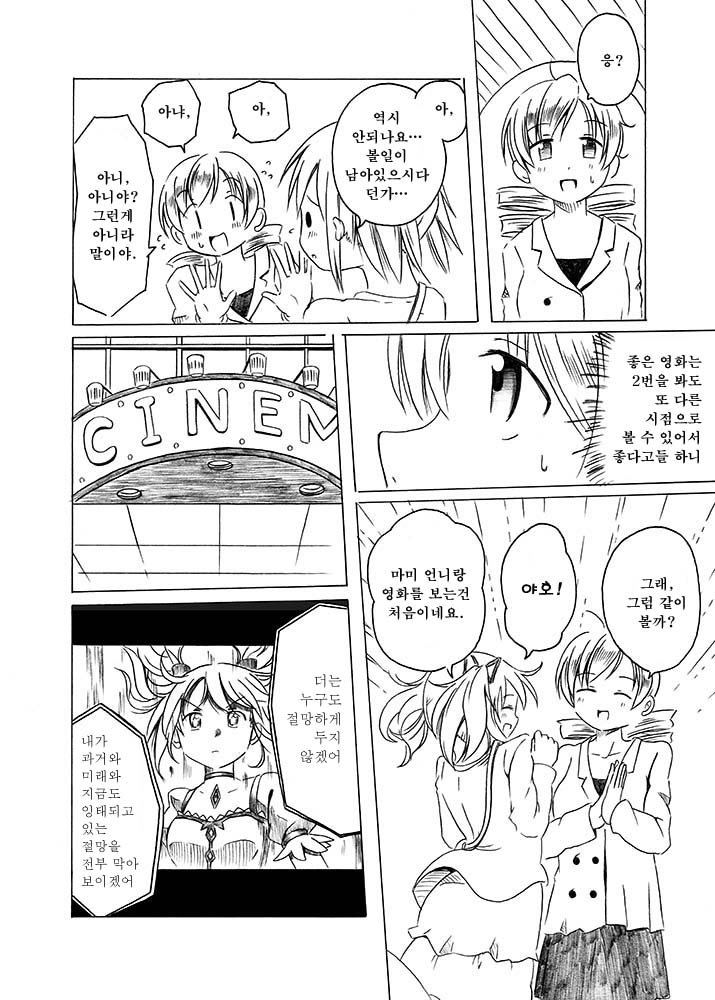 응?
아,
역시
안되나요…
볼일이
남아있으시다
던가…
아,
아냐,
아니,
아니야?
그런게
아니라
말이야.
좋은 영화는
2번을 봐도
또 다른
시점으로
볼 수 있어서
좋다고들 하니
CINEM
그래,
그럼 같이
볼까?
야호!
마미 언니랑
영화를 보는건
처음이네요.
더는
누구도
절망하게
두지
않겠어
내가
과거와
미래와
지금도
잉태되고
있는
절망을
전부 막아
보이겠어